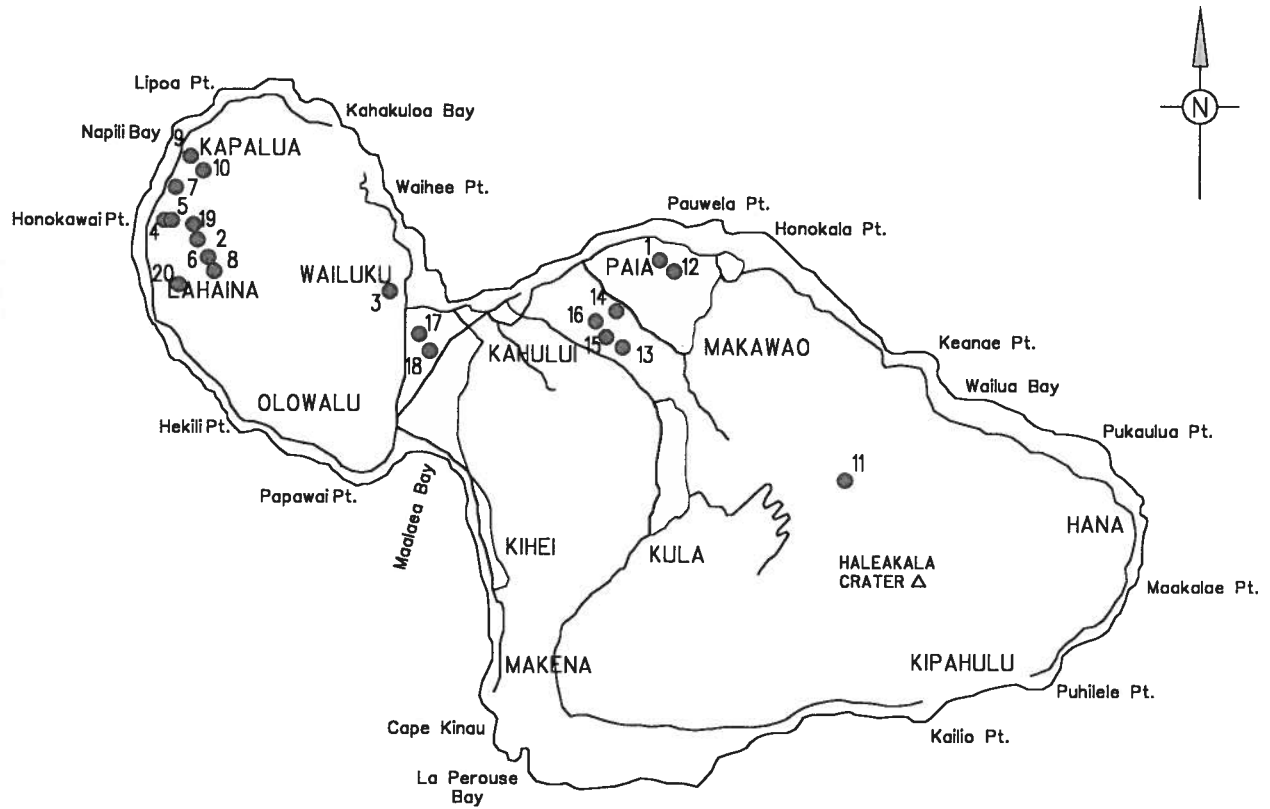 Lipoa Pt.
Kahakuloa Bay
Napili Bay
9
KAPALUA
10
N
7
Waihee Pt.
Honokawai Pt.
5
4
19
2
6
8
20
LAHAINA
WAILUKU
3
Pauwela Pt.
Honokala Pt.
1
PAIA
12
14
16
15
13
17
18
KAHULUI
MAKAWAO
Keanae Pt.
Wailua Bay
OLOWALU
Hekili Pt.
Pukaulua Pt.
Papawai Pt.
Maalaea Bay
11
HANA
KIHEI
KULA
HALEAKALA
CRATER
Maakalae Pt.
MAKENA
KIPAHULU
Puhilele Pt.
Cape Kinau
Kailio Pt.
La Perouse
Bay